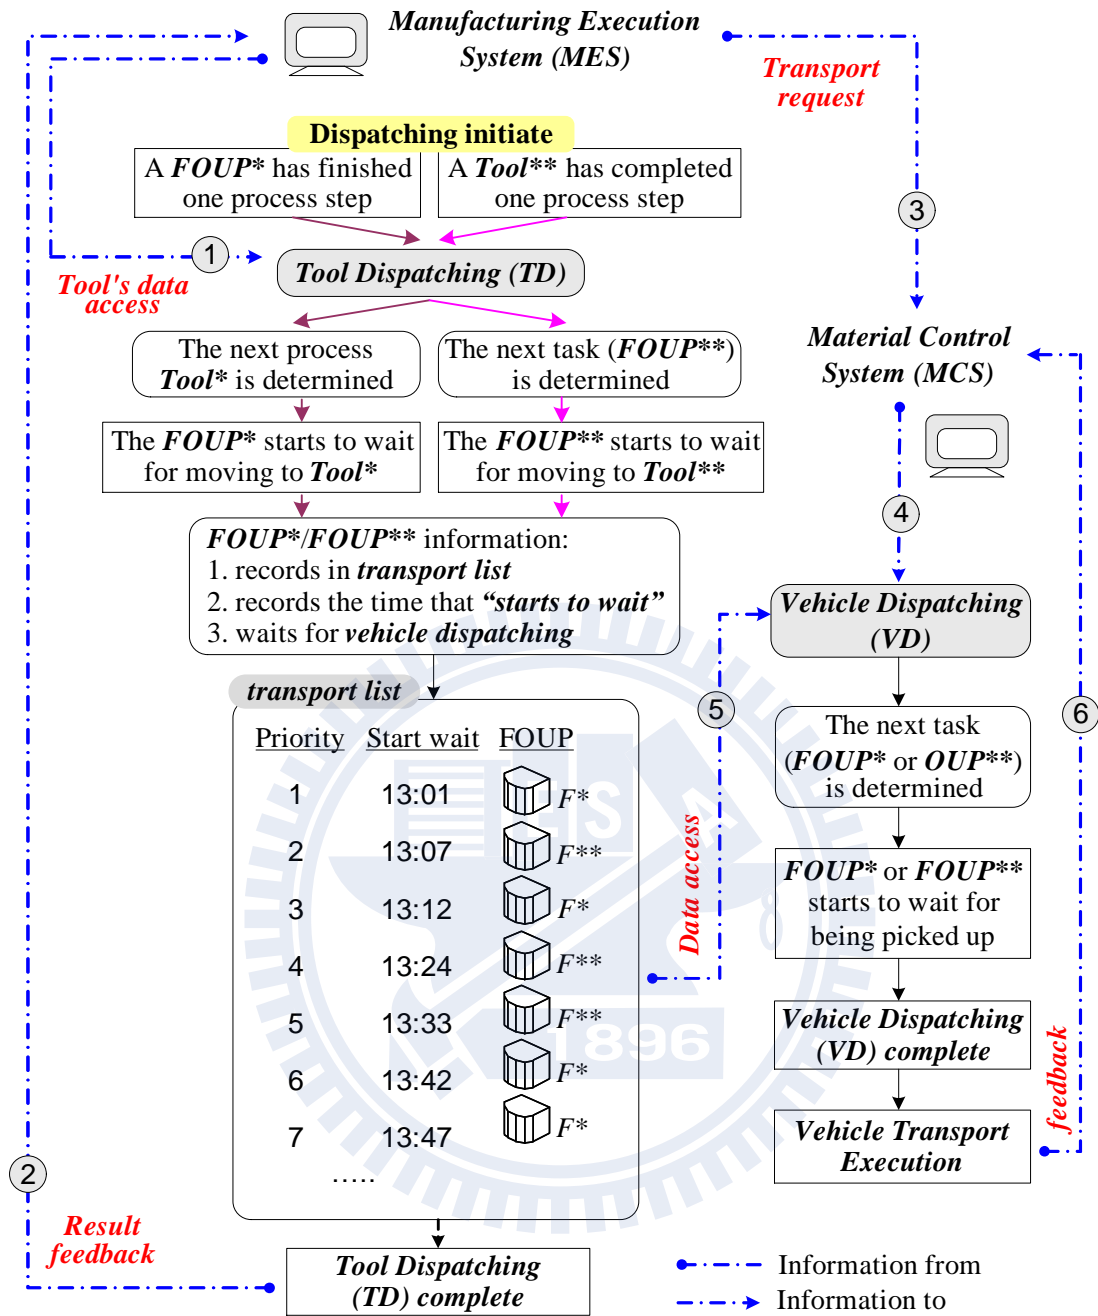 Manufacturing Execution
System (MES)
Transport
request
Dispatching initiate
A FOUP* has finished
one process step
A Tool** has completed
one process step
3
1
Tool's data
access
Tool Dispatching (TD)
The next process
Tool* is determined
The next task (FOUP**)
is determined
Material Control
System (MCS)
The FOUP* starts to wait
for moving to Tool*
The FOUP** starts to wait
for moving to Tool**
4
FOUP*/FOUP** information:
1. records in transport list
2. records the time that “starts to wait”
3. waits for vehicle dispatching
Vehicle Dispatching
(VD)
transport list
Priority Start wait FOUP
1 13:01 F*
2 13:07 F**
3 13:12 F*
4 13:24 F**
5 13:33 F**
6 13:42 F*
7 13:47 F*
…..
5
Data access
6
The next task
(FOUP* or OUP**)
is determined
FOUP* or FOUP**
starts to wait for
being picked up
Vehicle Dispatching
(VD) complete
Vehicle Transport
Execution
feedback
2
Result
feedback
Tool Dispatching
(TD) complete
Information from
Information to
ESA
1896